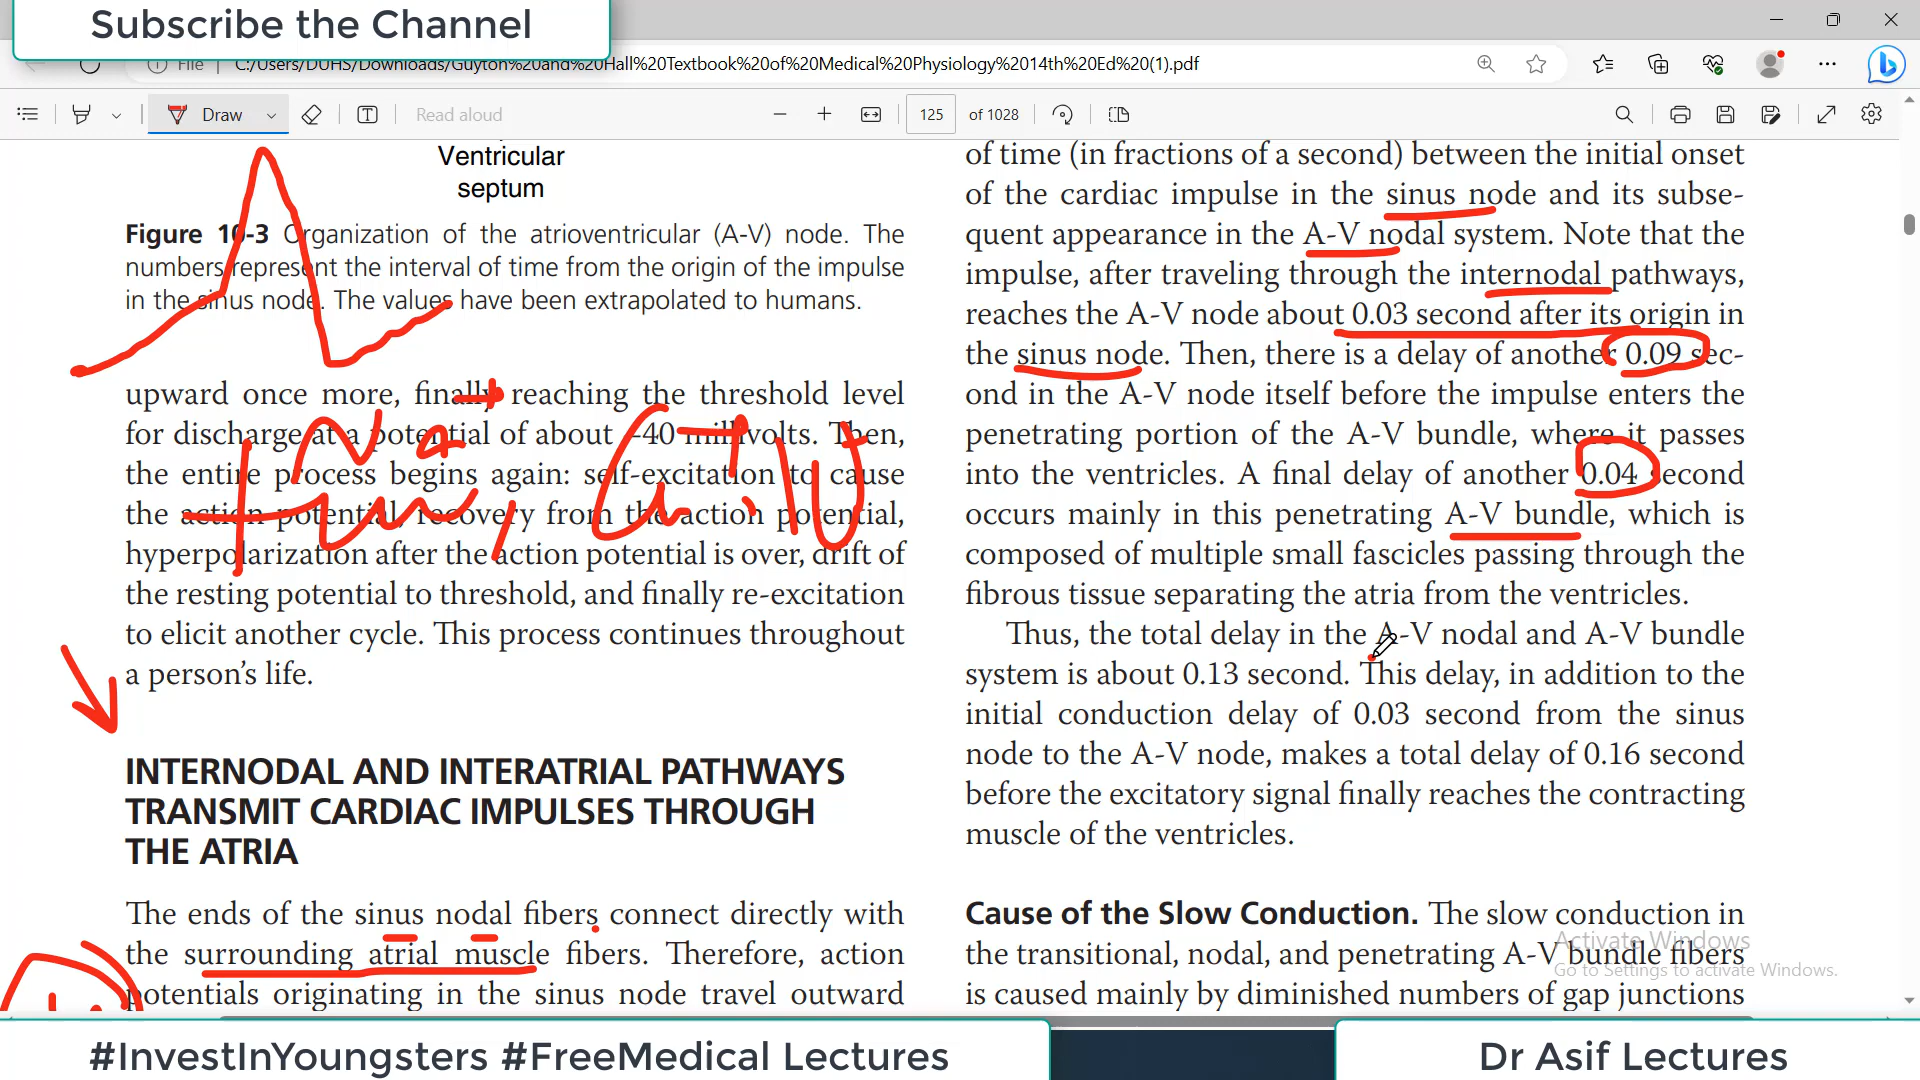 Subscribe the Channel
File
C:/Users/DUHS/Downloads/Guyton%20and%20Hall%20Textbook%20of%20Medical%20Physiology%2014th%20Ed%20(1).pdf
Draw
Read aloud
125 of 1028
Ventricular
septum
Figure 10-3 Organization of the atrioventricular (A-V) node. The
numbers represent the interval of time from the origin of the impulse
in the sinus node. The values have been extrapolated to humans.
upward once more, finally reaching the threshold level
for discharge at a potential of about −40 millivolts. Then,
the entire process begins again: self-excitation to cause
the action potential, recovery from the action potential,
hyperpolarization after the action potential is over, drift of
the resting potential to threshold, and finally re-excitation
to elicit another cycle. This process continues throughout
a person's life.
INTERNODAL AND INTERATRIAL PATHWAYS
TRANSMIT CARDIAC IMPULSES THROUGH
THE ATRIA
The ends of the sinus nodal fibers connect directly with
the surrounding atrial muscle fibers. Therefore, action
potentials originating in the sinus node travel outward
of time (in fractions of a second) between the initial onset
of the cardiac impulse in the sinus node and its subse-
quent appearance in the A-V nodal system. Note that the
impulse, after traveling through the internodal pathways,
reaches the A-V node about 0.03 second after its origin in
the sinus node. Then, there is a delay of another 0.09 sec-
ond in the A-V node itself before the impulse enters the
penetrating portion of the A-V bundle, where it passes
into the ventricles. A final delay of another 0.04 second
occurs mainly in this penetrating A-V bundle, which is
composed of multiple small fascicles passing through the
fibrous tissue separating the atria from the ventricles.
Thus, the total delay in the A-V nodal and A-V bundle
system is about 0.13 second. This delay, in addition to the
initial conduction delay of 0.03 second from the sinus
node to the A-V node, makes a total delay of 0.16 second
before the excitatory signal finally reaches the contracting
muscle of the ventricles.
Cause of the Slow Conduction. The slow conduction in
the transitional, nodal, and penetrating A-V bundle fibers
is caused mainly by diminished numbers of gap junctions
Activate Windows
Go to Settings to activate Windows.
#InvestInYoungsters #FreeMedical Lectures
Dr Asif Lectures